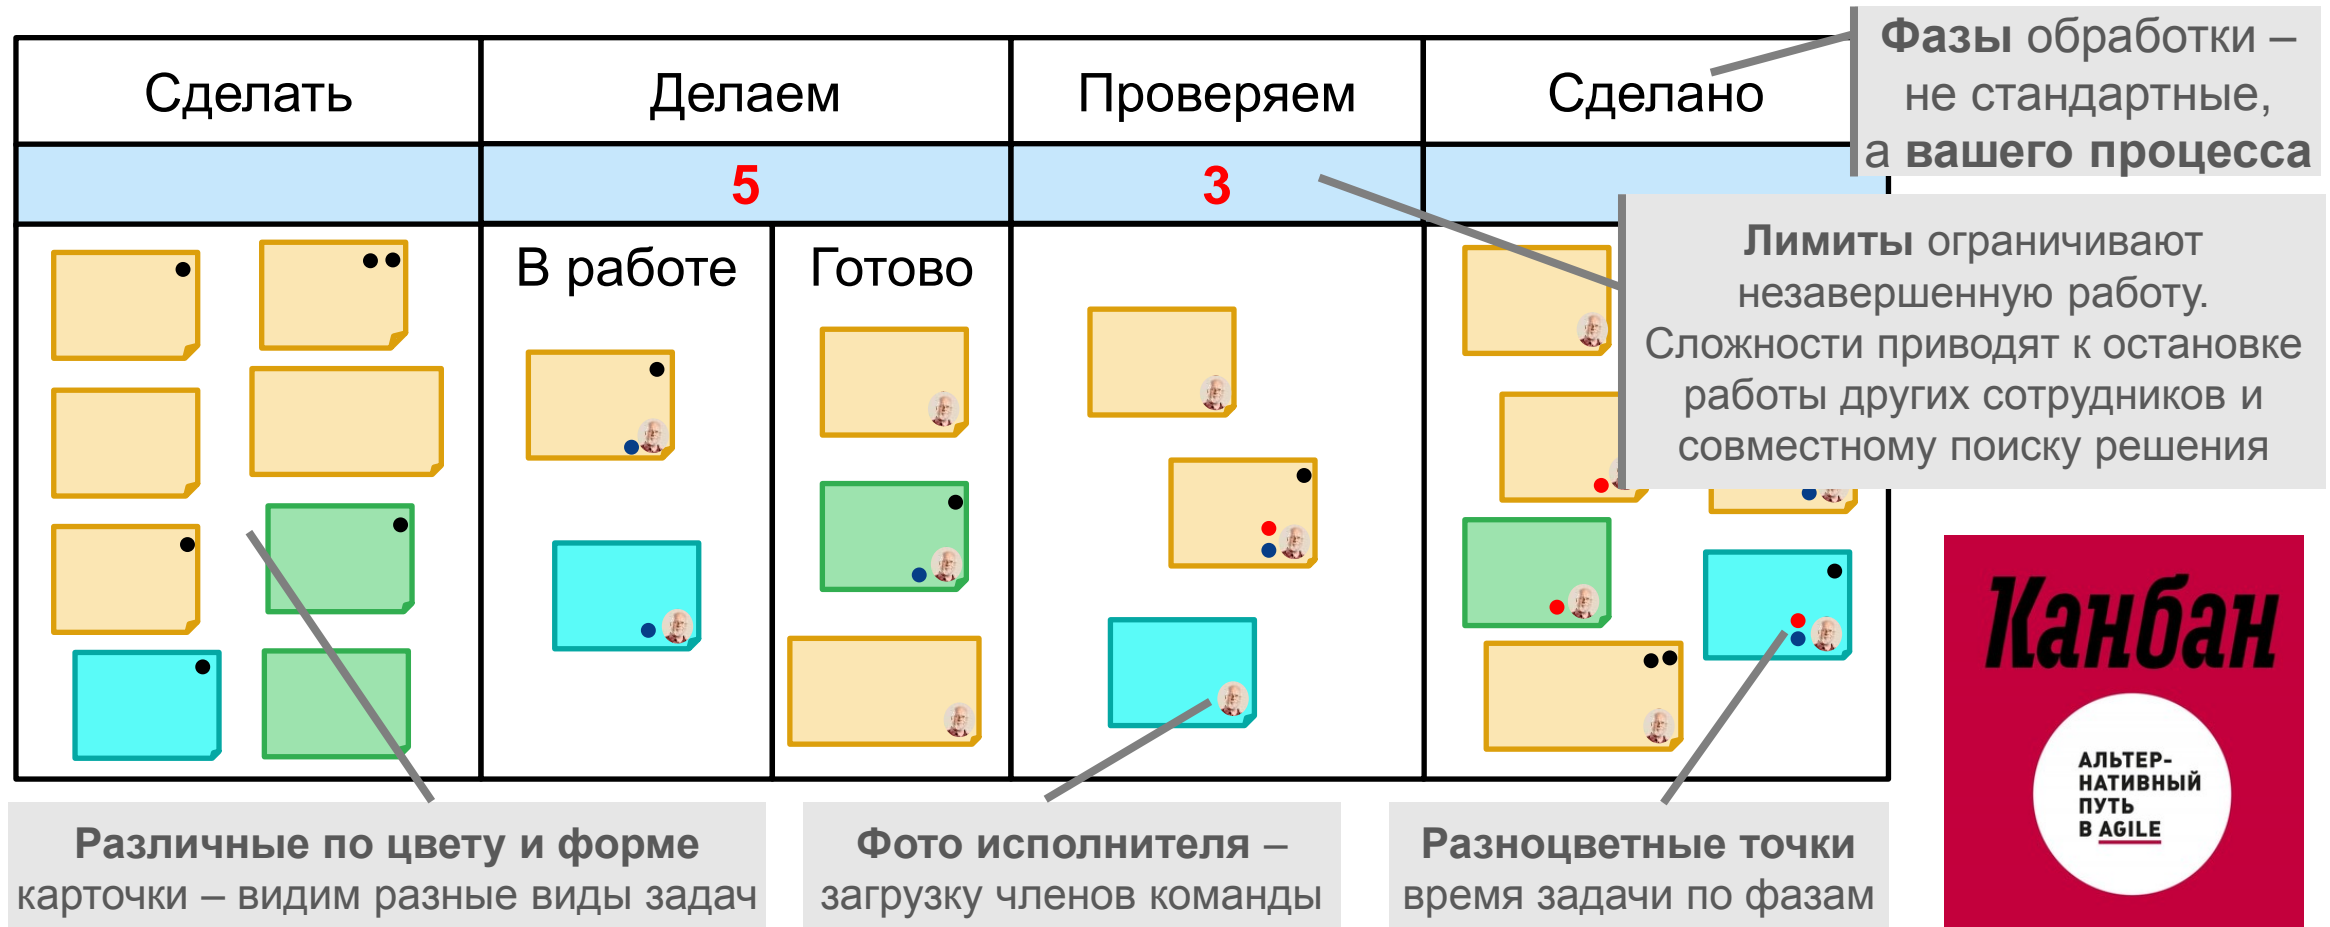 Сделать
Делаем
Проверяем
Сделано
5
3
В работе
Готово
Фазы обработки –
не стандартные,
а вашего процесса
Лимиты ограничивают
незавершенную работу.
Сложности приводят к остановке
работы других сотрудников и
совместному поиску решения
Различные по цвету и форме
карточки – видим разные виды задач
Фото исполнителя –
загрузку членов команды
Разноцветные точки
время задачи по фазам
Канбан
АЛЬТЕР-
НАТИВНЫЙ
ПУТЬ
В AGILE